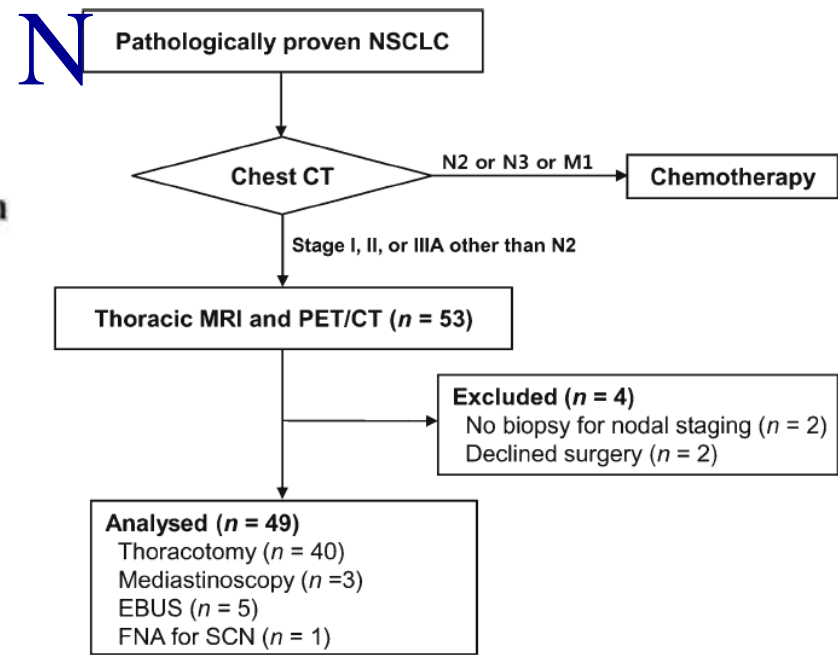 N
Pathologically proven NSCLC
Chest CT
N2 or N3 or M1
Chemotherapy
Stage I, II, or IIIA other than N2
Thoracic MRI and PET/CT (n = 53)
Excluded (n = 4)
No biopsy for nodal staging (n = 2)
Declined surgery (n = 2)
Analysed (n = 49)
Thoracotomy (n = 40)
Mediastinoscopy (n =3)
EBUS (n = 5)
FNA for SCN (n = 1)